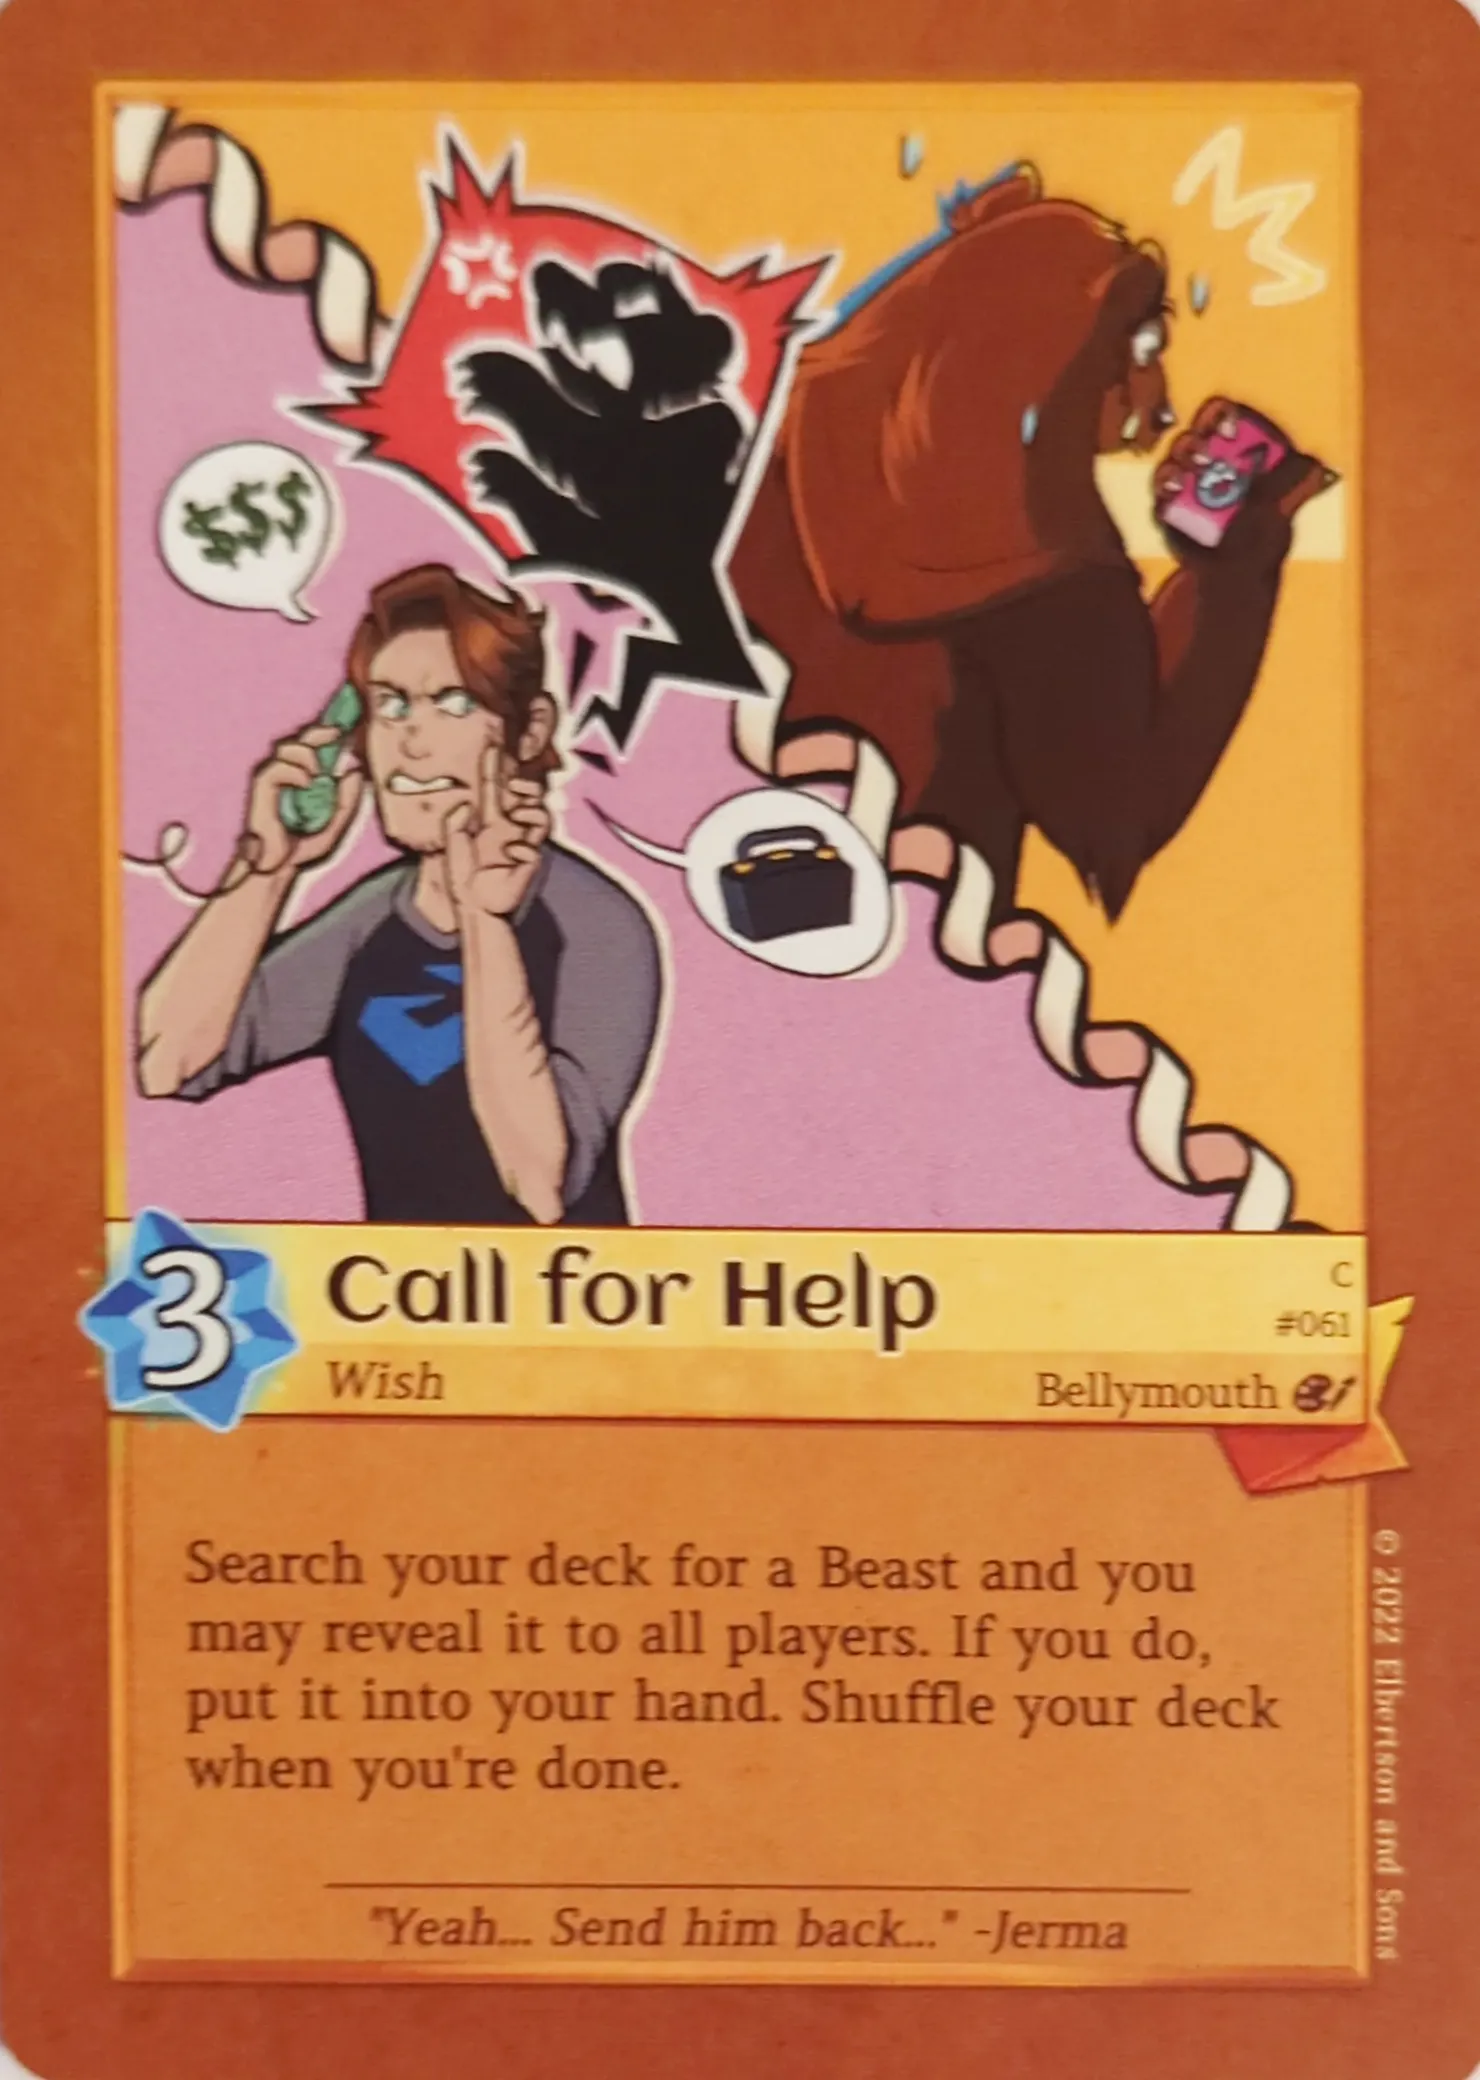 $$$
3
Call for Help
C
#061
Wish
Bellymouth
Search your deck for a Beast and you
may reveal it to all players. If you do,
put it into your hand. Shuffle your deck
when you're done.
"Yeah... Send him back..." -Jerma
© 2022 Elbertson and Sons